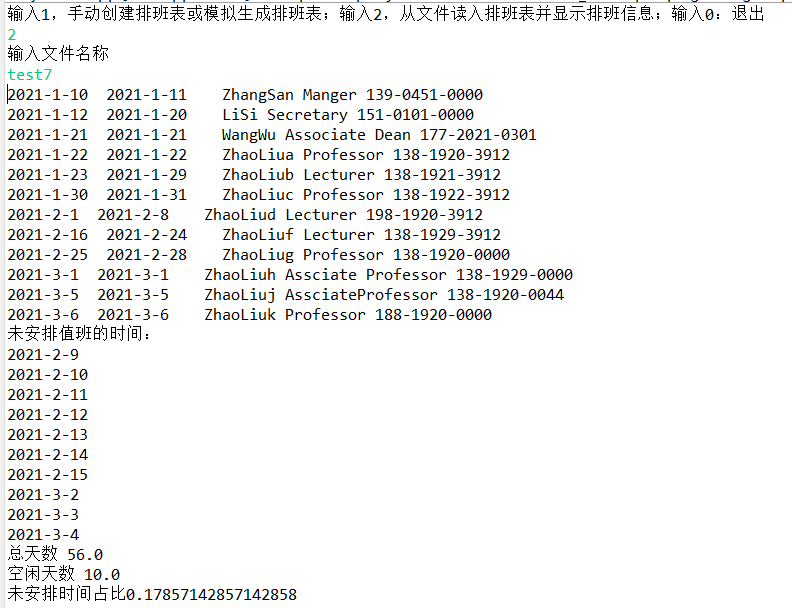 输入1，手动创建排班表或模拟生成排班表；输入2，从文件读入排班表并显示排班信息；输入0：退出
2
输入文件名称
test7
2021-1-10  2021-1-11    ZhangSan Manger 139-0451-0000
2021-1-12  2021-1-20    LiSi Secretary 151-0101-0000
2021-1-21  2021-1-21    WangWu Associate Dean 177-2021-0301
2021-1-22  2021-1-22    ZhaoLiua Professor 138-1920-3912
2021-1-23  2021-1-29    ZhaoLiub Lecturer 138-1921-3912
2021-1-30  2021-1-31    ZhaoLiuc Professor 138-1922-3912
2021-2-1  2021-2-8    ZhaoLiud Lecturer 198-1920-3912
2021-2-16  2021-2-24    ZhaoLiuf Lecturer 138-1929-3912
2021-2-25  2021-2-28    ZhaoLiug Professor 138-1920-0000
2021-3-1  2021-3-1    ZhaoLiuh Assciate Professor 138-1929-0000
2021-3-5  2021-3-5    ZhaoLiuj AssciateProfessor 138-1920-0044
2021-3-6  2021-3-6    ZhaoLiuk Professor 188-1920-0000
未安排值班的时间：
2021-2-9
2021-2-10
2021-2-11
2021-2-12
2021-2-13
2021-2-14
2021-2-15
2021-3-2
2021-3-3
2021-3-4
总天数 56.0
空闲天数 10.0
未安排时间占比0.17857142857142858